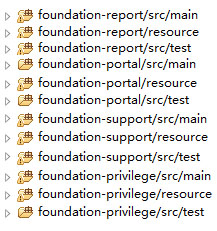 foundation-report/src/main
foundation-report/resource
foundation-report/src/test
foundation-portal/src/main
foundation-portal/resource
foundation-portal/src/test
foundation-support/src/main
foundation-support/resource
foundation-support/src/test
foundation-privilege/src/main
foundation-privilege/resource
foundation-privilege/src/test